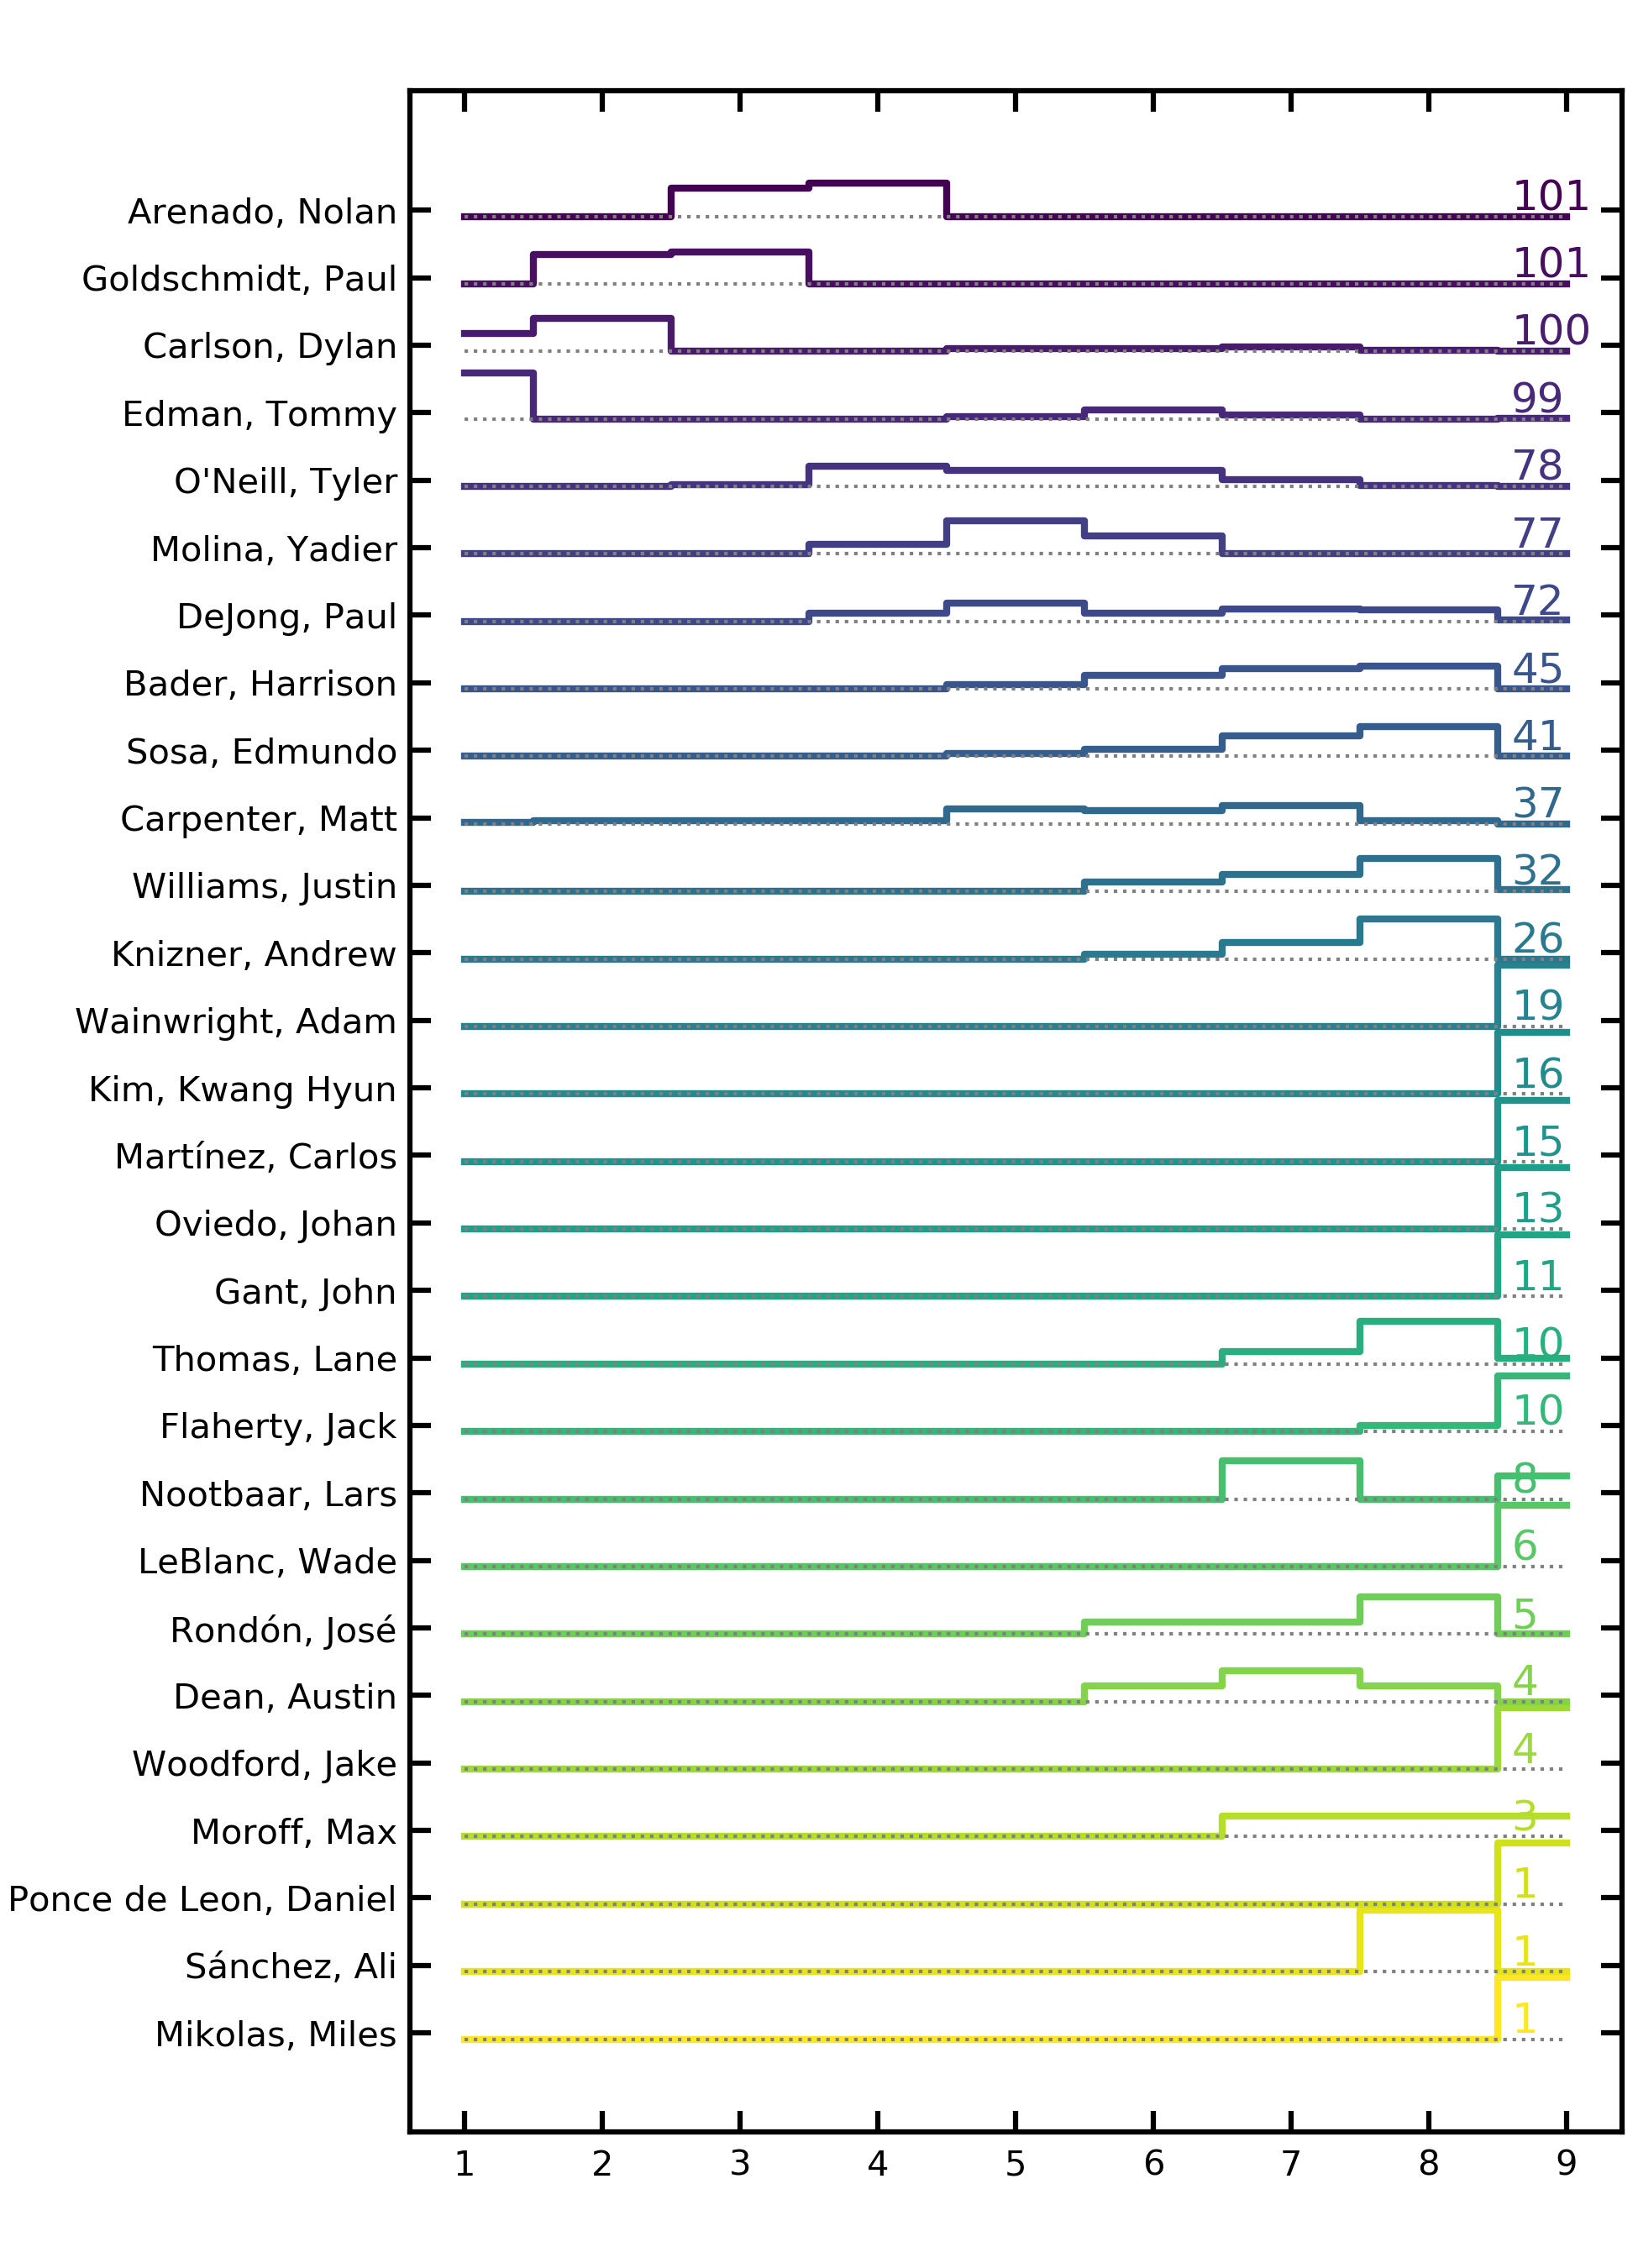 Arenado, Nolan 101
Goldschmidt, Paul 101
Carlson, Dylan 100
Edman, Tommy 99
O'Neill, Tyler 78
Molina, Yadier 77
DeJong, Paul 72
Bader, Harrison 45
Sosa, Edmundo 41
Carpenter, Matt 37
Williams, Justin 32
Knizner, Andrew 26
Wainwright, Adam 19
Kim, Kwang Hyun 16
Martínez, Carlos 15
Oviedo, Johan 13
Gant, John 11
Thomas, Lane 10
Flaherty, Jack 10
Nootbaar, Lars 8
LeBlanc, Wade 6
Rondón, José 5
Dean, Austin 4
Woodford, Jake 4
Moroff, Max 3
Ponce de Leon, Daniel 1
Sánchez, Ali 1
Mikolas, Miles 1
1 2 3 4 5 6 7 8 9